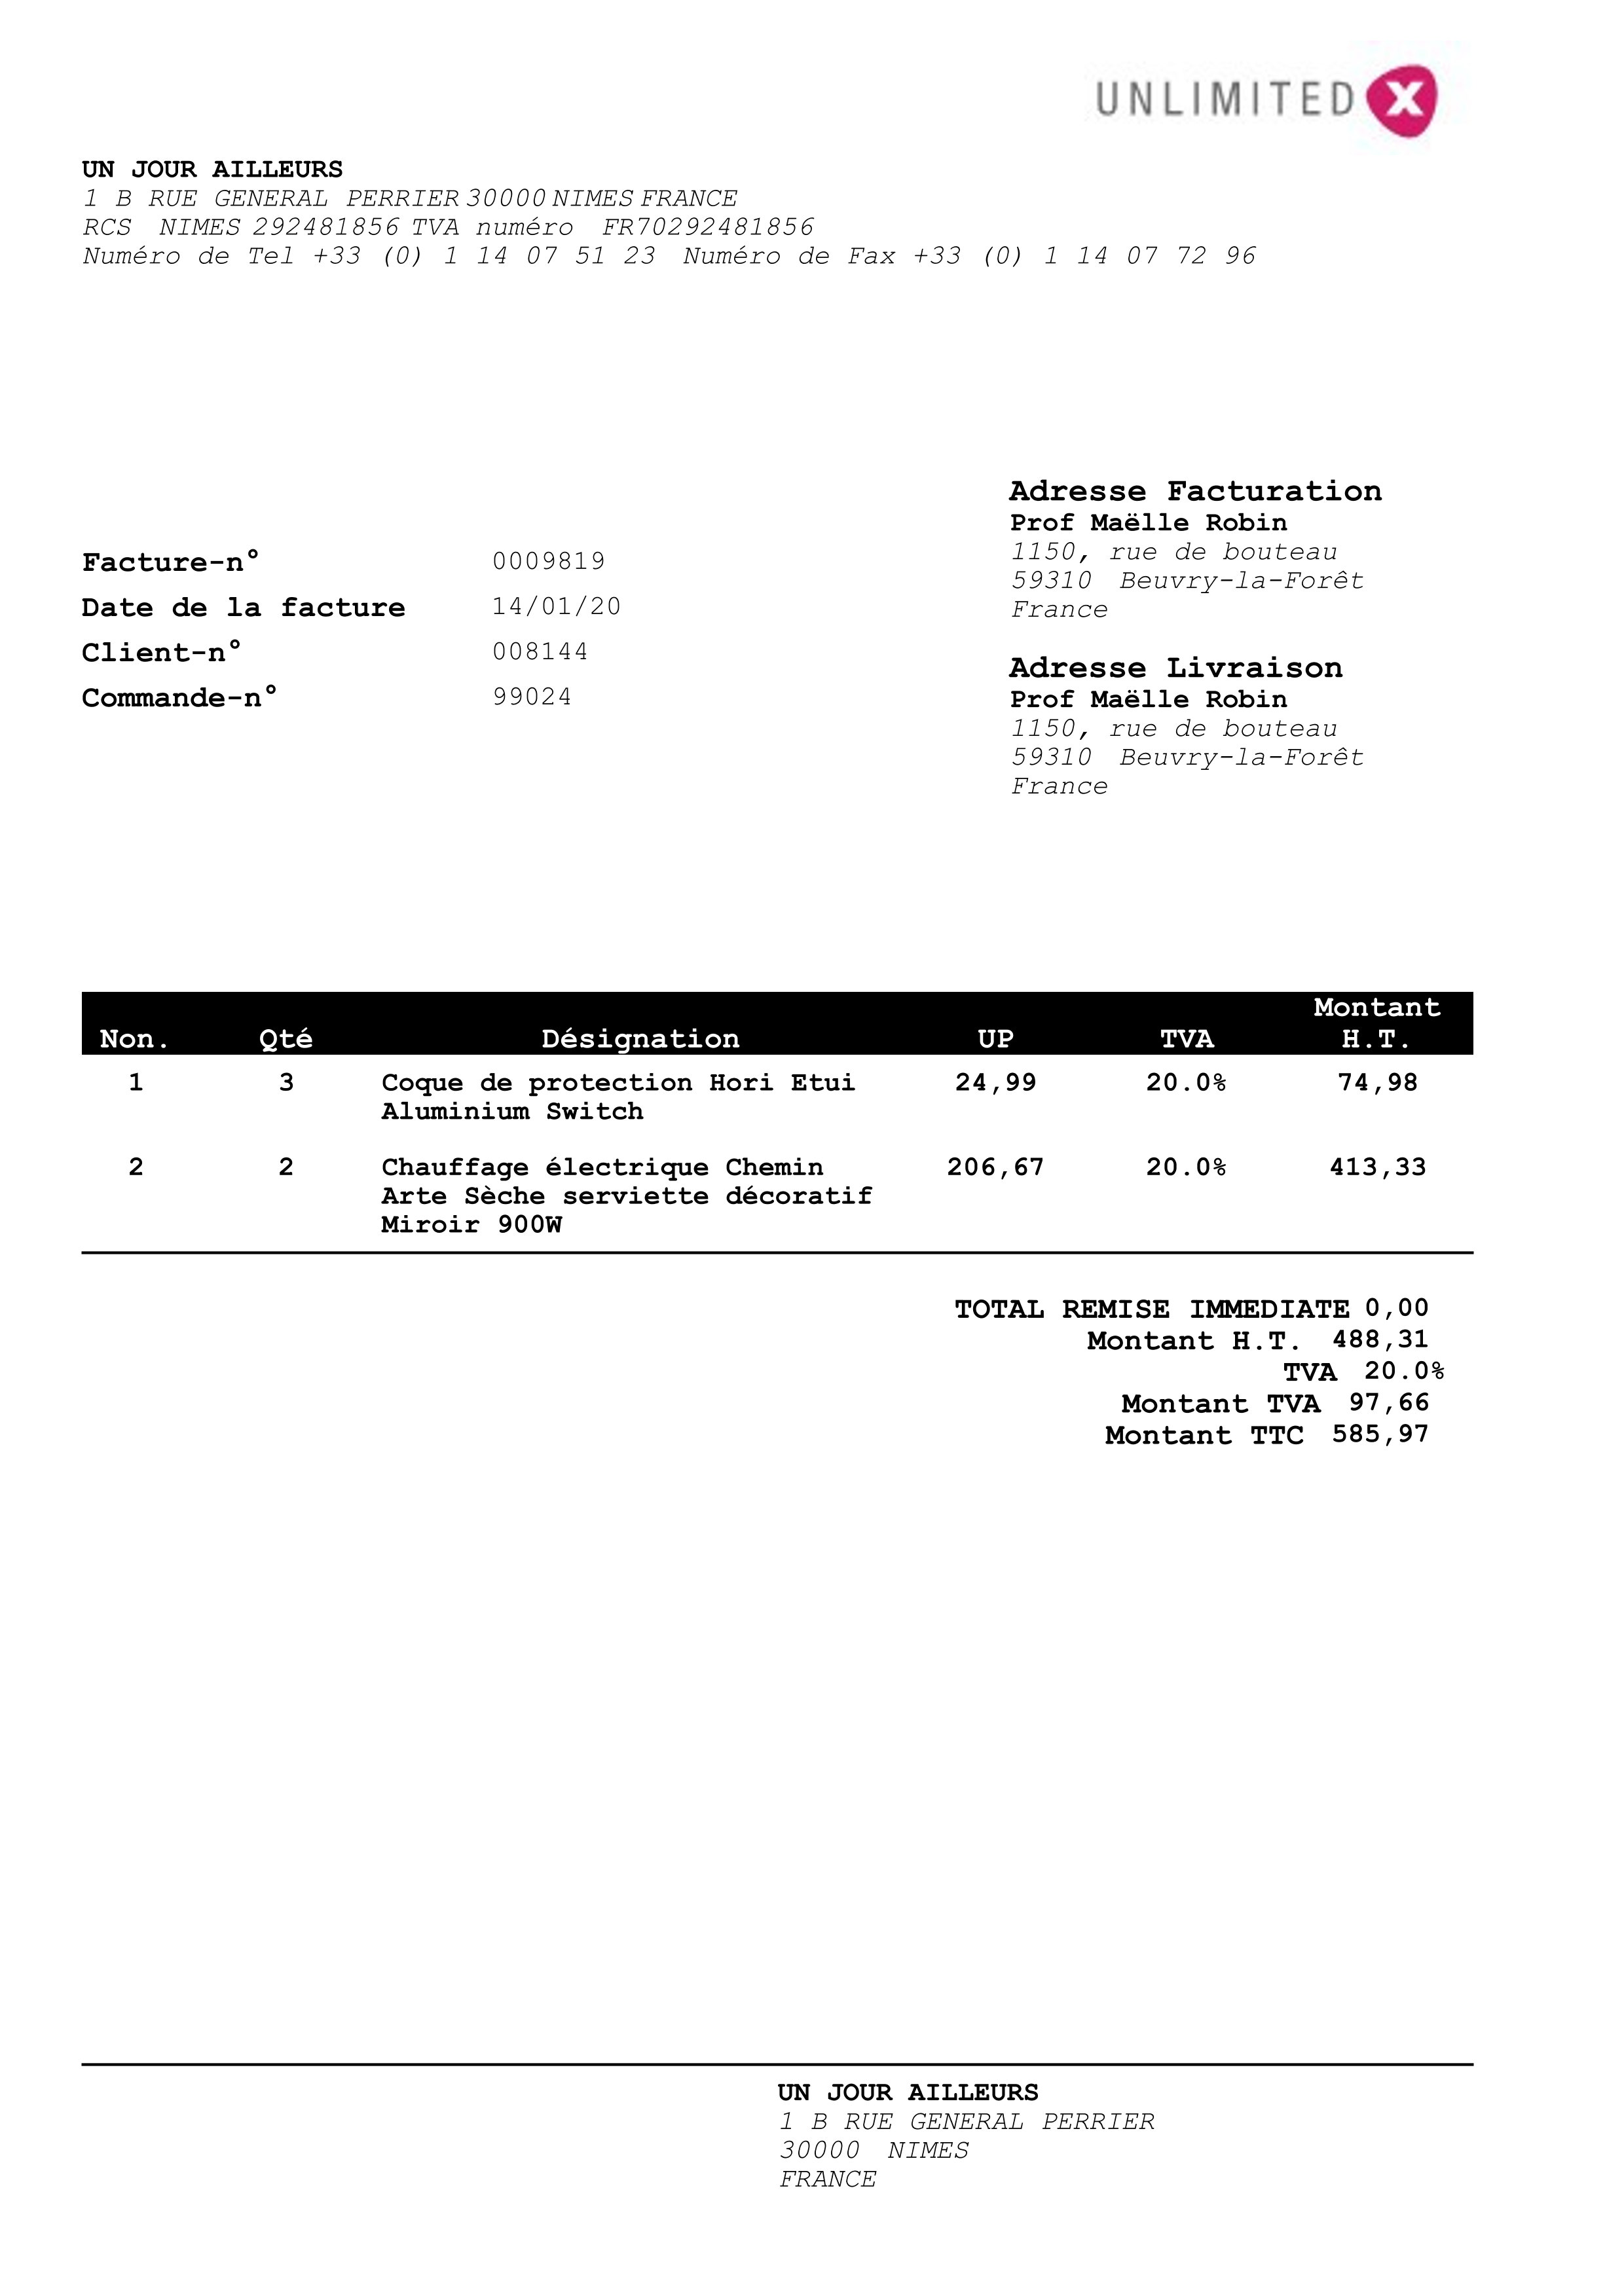 UNLIMITED X
UN JOUR AILLEURS
1 B RUE GENERAL PERRIER 30000 NIMES FRANCE
RCS NIMES 292481856 TVA numéro FR70292481856
Numéro de Tel +33 (0) 1 14 07 51 23 Numéro de Fax +33 (0) 1 14 07 72 96
Facture-n° 0009819
Date de la facture 14/01/20
Client-n° 008144
Commande-n° 99024
Adresse Facturation
Prof Maëlle Robin
1150, rue de bouteau
59310 Beuvry-la-Forêt
France
Adresse Livraison
Prof Maëlle Robin
1150, rue de bouteau
59310 Beuvry-la-Forêt
France
Non. Qté Désignation UP TVA Montant H.T.
1 3 Coque de protection Hori Etui 24,99 20.0% 74,98
Aluminium Switch
2 2 Chauffage électrique Chemin 206,67 20.0% 413,33
Arte Sèche serviette décoratif
Miroir 900W
TOTAL REMISE IMMEDIATE 0,00
Montant H.T. 488,31
TVA 20.0%
Montant TVA 97,66
Montant TTC 585,97
UN JOUR AILLEURS
1 B RUE GENERAL PERRIER
30000 NIMES
FRANCE